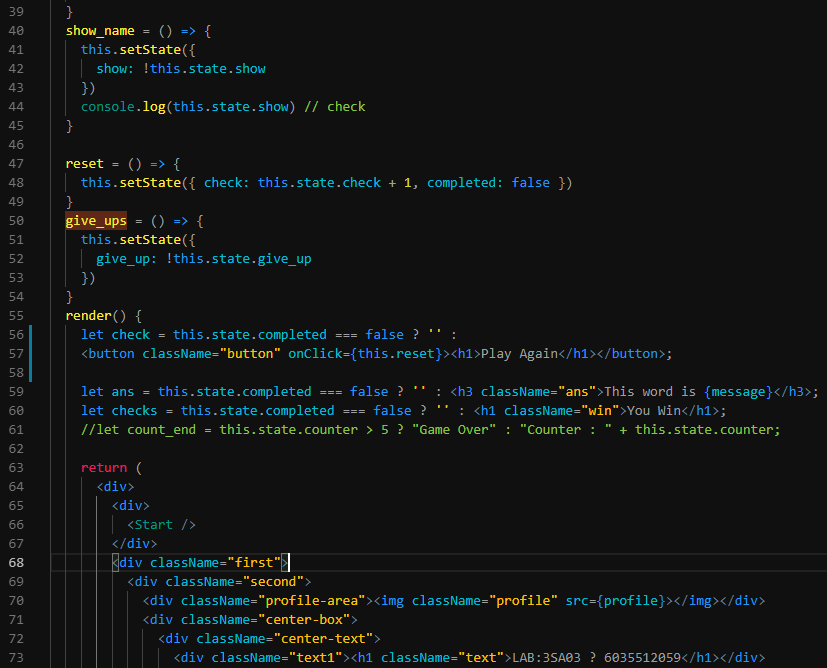 39 }
40 show_name = () => {
41 this.setState({
42 show: !this.state.show
43 })
44 console.log(this.state.show) // check
45 }
46
47 reset = () => {
48 this.setState({ check: this.state.check + 1, completed: false })
49 }
50 give_ups = () => {
51 this.setState({
52 give_up: !this.state.give_up
53 })
54 }
55 render() {
56 let check = this.state.completed === false ? '' :
57 <button className="button" onClick={this.reset}><h1>Play Again</h1></button>;
58
59 let ans = this.state.completed === false ? '' : <h3 className="ans">This word is {message}</h3>;
60 let checks = this.state.completed === false ? '' : <h1 className="win">You Win</h1>;
61 //let count_end = this.state.counter > 5 ? "Game Over" : "Counter : " + this.state.counter;
62
63 return (
64 <div>
65 <div>
66 <Start />
67 </div>
68 <div className="first">
69 <div className="second">
70 <div className="profile-area"><img className="profile" src={profile}></img></div>
71 <div className="center-box">
72 <div className="center-text">
73 <div className="text1"><h1 className="text">LAB:3SA03 ? 6035512059</h1></div>